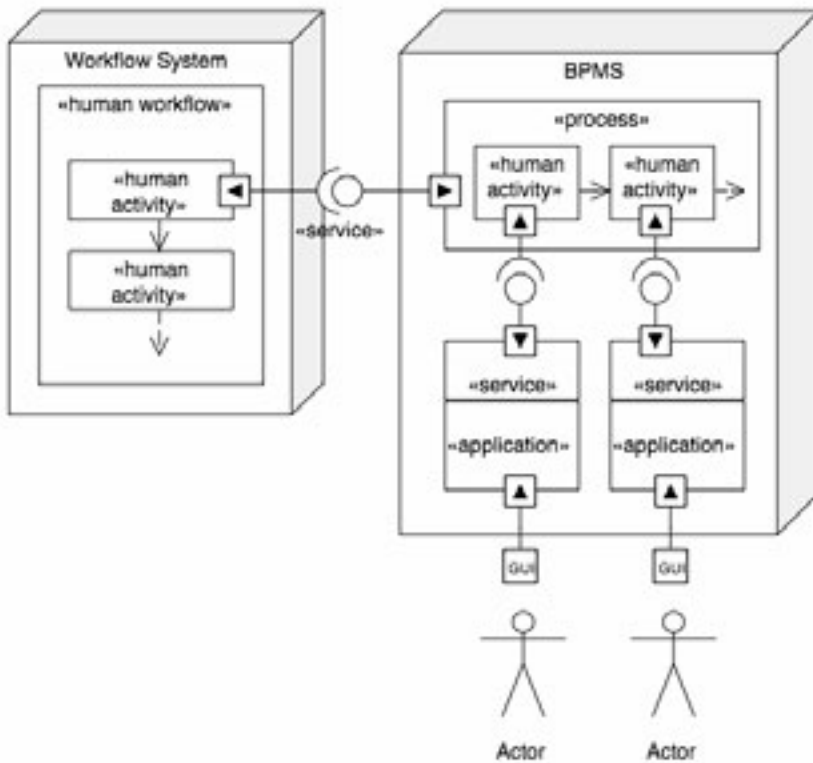 Workflow System
«human workflow»
«human
activity»
«human
activity»
«service»
BPMS
«process»
«human
activity»
«human
activity»
«service»
«application»
«service»
«application»
GUI
GUI
Actor
Actor